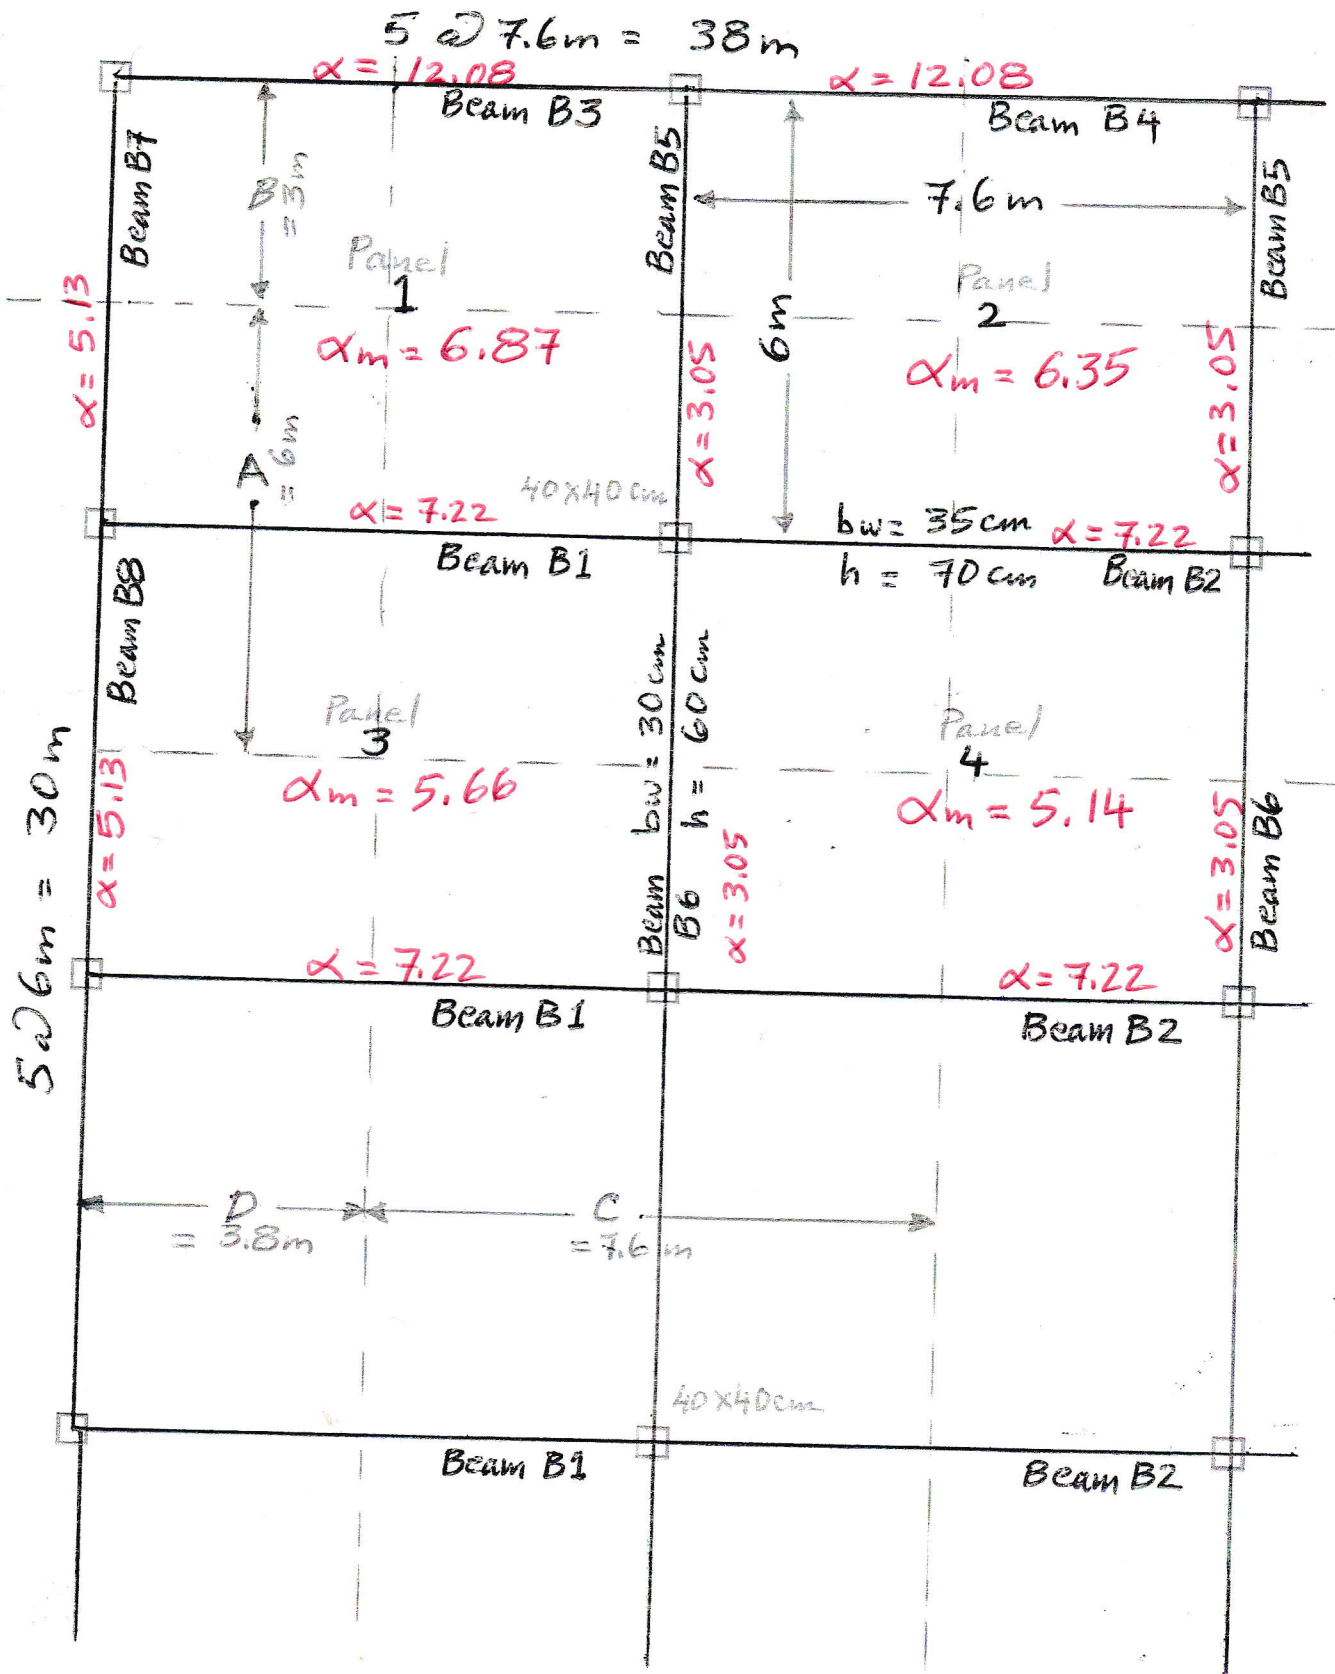 5 @ 7.6m = 38m
α = 12.08
α = 12.08
Beam B3
Beam B4
Beam B7
B = 3m
Beam B5
7.6m
Beam B5
Panel
1
Panel
2
α = 5.13
αm = 6.87
6m
αm = 6.35
α = 3.05
α = 3.05
A = 6m
40x40cm
α = 7.22
bw = 35cm
α = 7.22
Beam B1
h = 70cm
Beam B2
Beam B8
Panel
3
Beam bw = 30cm
B6 h = 60cm
Panel
4
αm = 5.66
αm = 5.14
α = 5.13
α = 3.05
α = 3.05
Beam B6
5 @ 6m = 30m
α = 7.22
α = 7.22
Beam B1
Beam B2
D
= 3.8m
C
= 7.6m
40x40cm
Beam B1
Beam B2